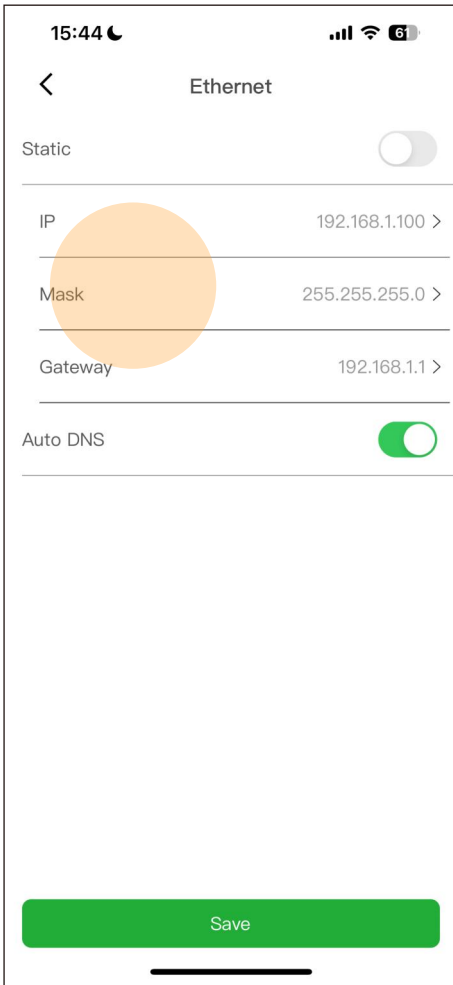 15:44 61
Ethernet
Static
IP 192.168.1.100 >
Mask 255.255.255.0 >
Gateway 192.168.1.1 >
Auto DNS
Save